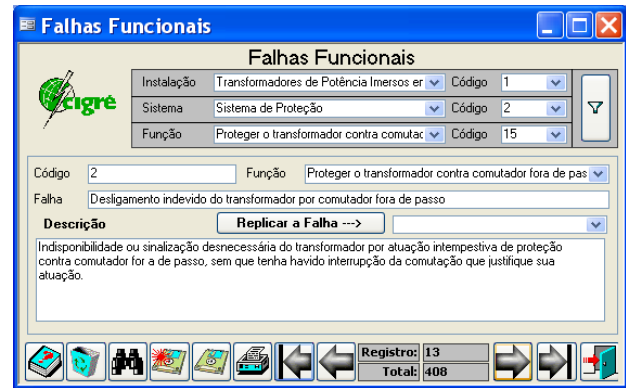 Falhas Funcionais
Falhas Funcionais
cigré
Instalação Transformadores de Potência Imersos er Código 1
Sistema Sistema de Proteção Código 2
Função Proteger o transformador contra comutac Código 15
Código 2 Função Proteger o transformador contra comutador fora de pas
Falha Desligamento indevido do transformador por comutador fora de passo
Descrição Replicar a Falha --->
Indisponibilidade ou sinalização desnecessária do transformador por atuação intempestiva de proteção
contra comutador for a de passo, sem que tenha havido interrupção da comutação que justifique sua
atuação.
Registro: 13
Total: 408